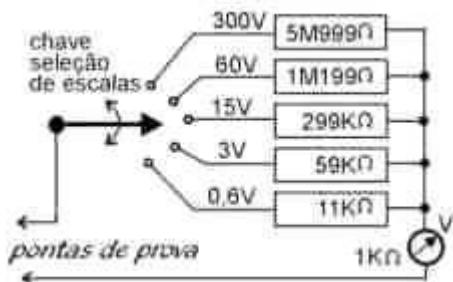 300V
5M999Ω
chave
seleção
de escalas
60V
1M199Ω
15V
299KΩ
3V
59KΩ
0,6V
11KΩ
V
pontas de prova
1KΩ